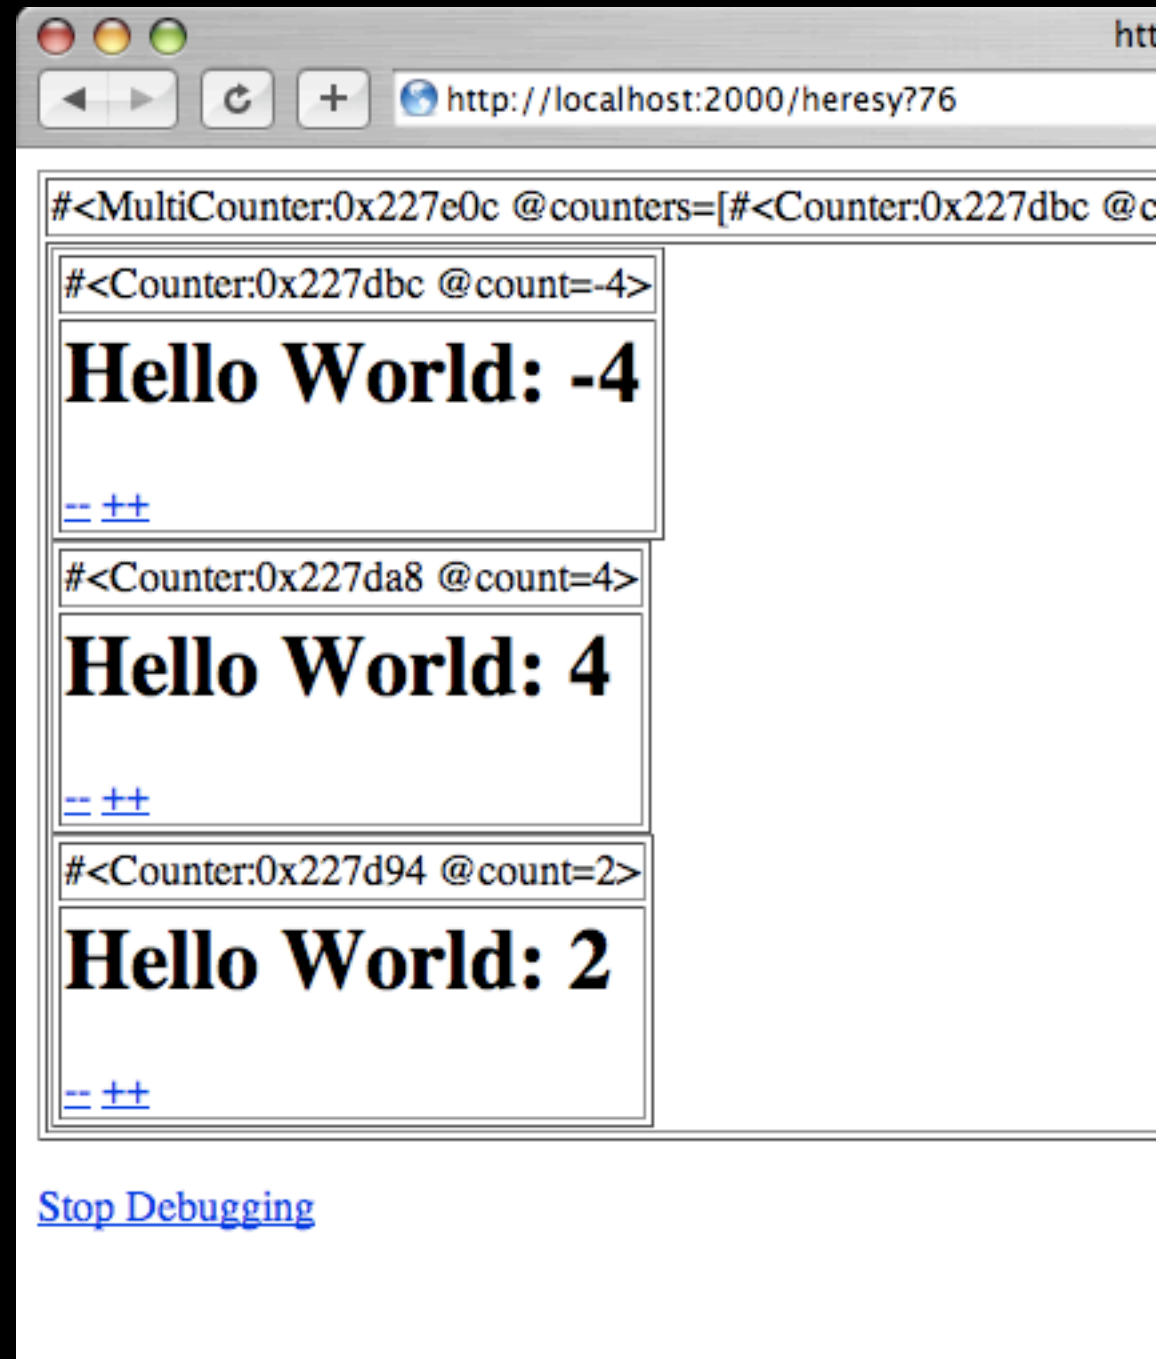 htt
http://localhost:2000/heresy?76
#<MultiCounter:0x227e0c @counters=[#<Counter:0x227dbc @c
#<Counter:0x227dbc @count=-4>
Hello World: -4
-- ++
#<Counter:0x227da8 @count=4>
Hello World: 4
-- ++
#<Counter:0x227d94 @count=2>
Hello World: 2
-- ++
Stop Debugging